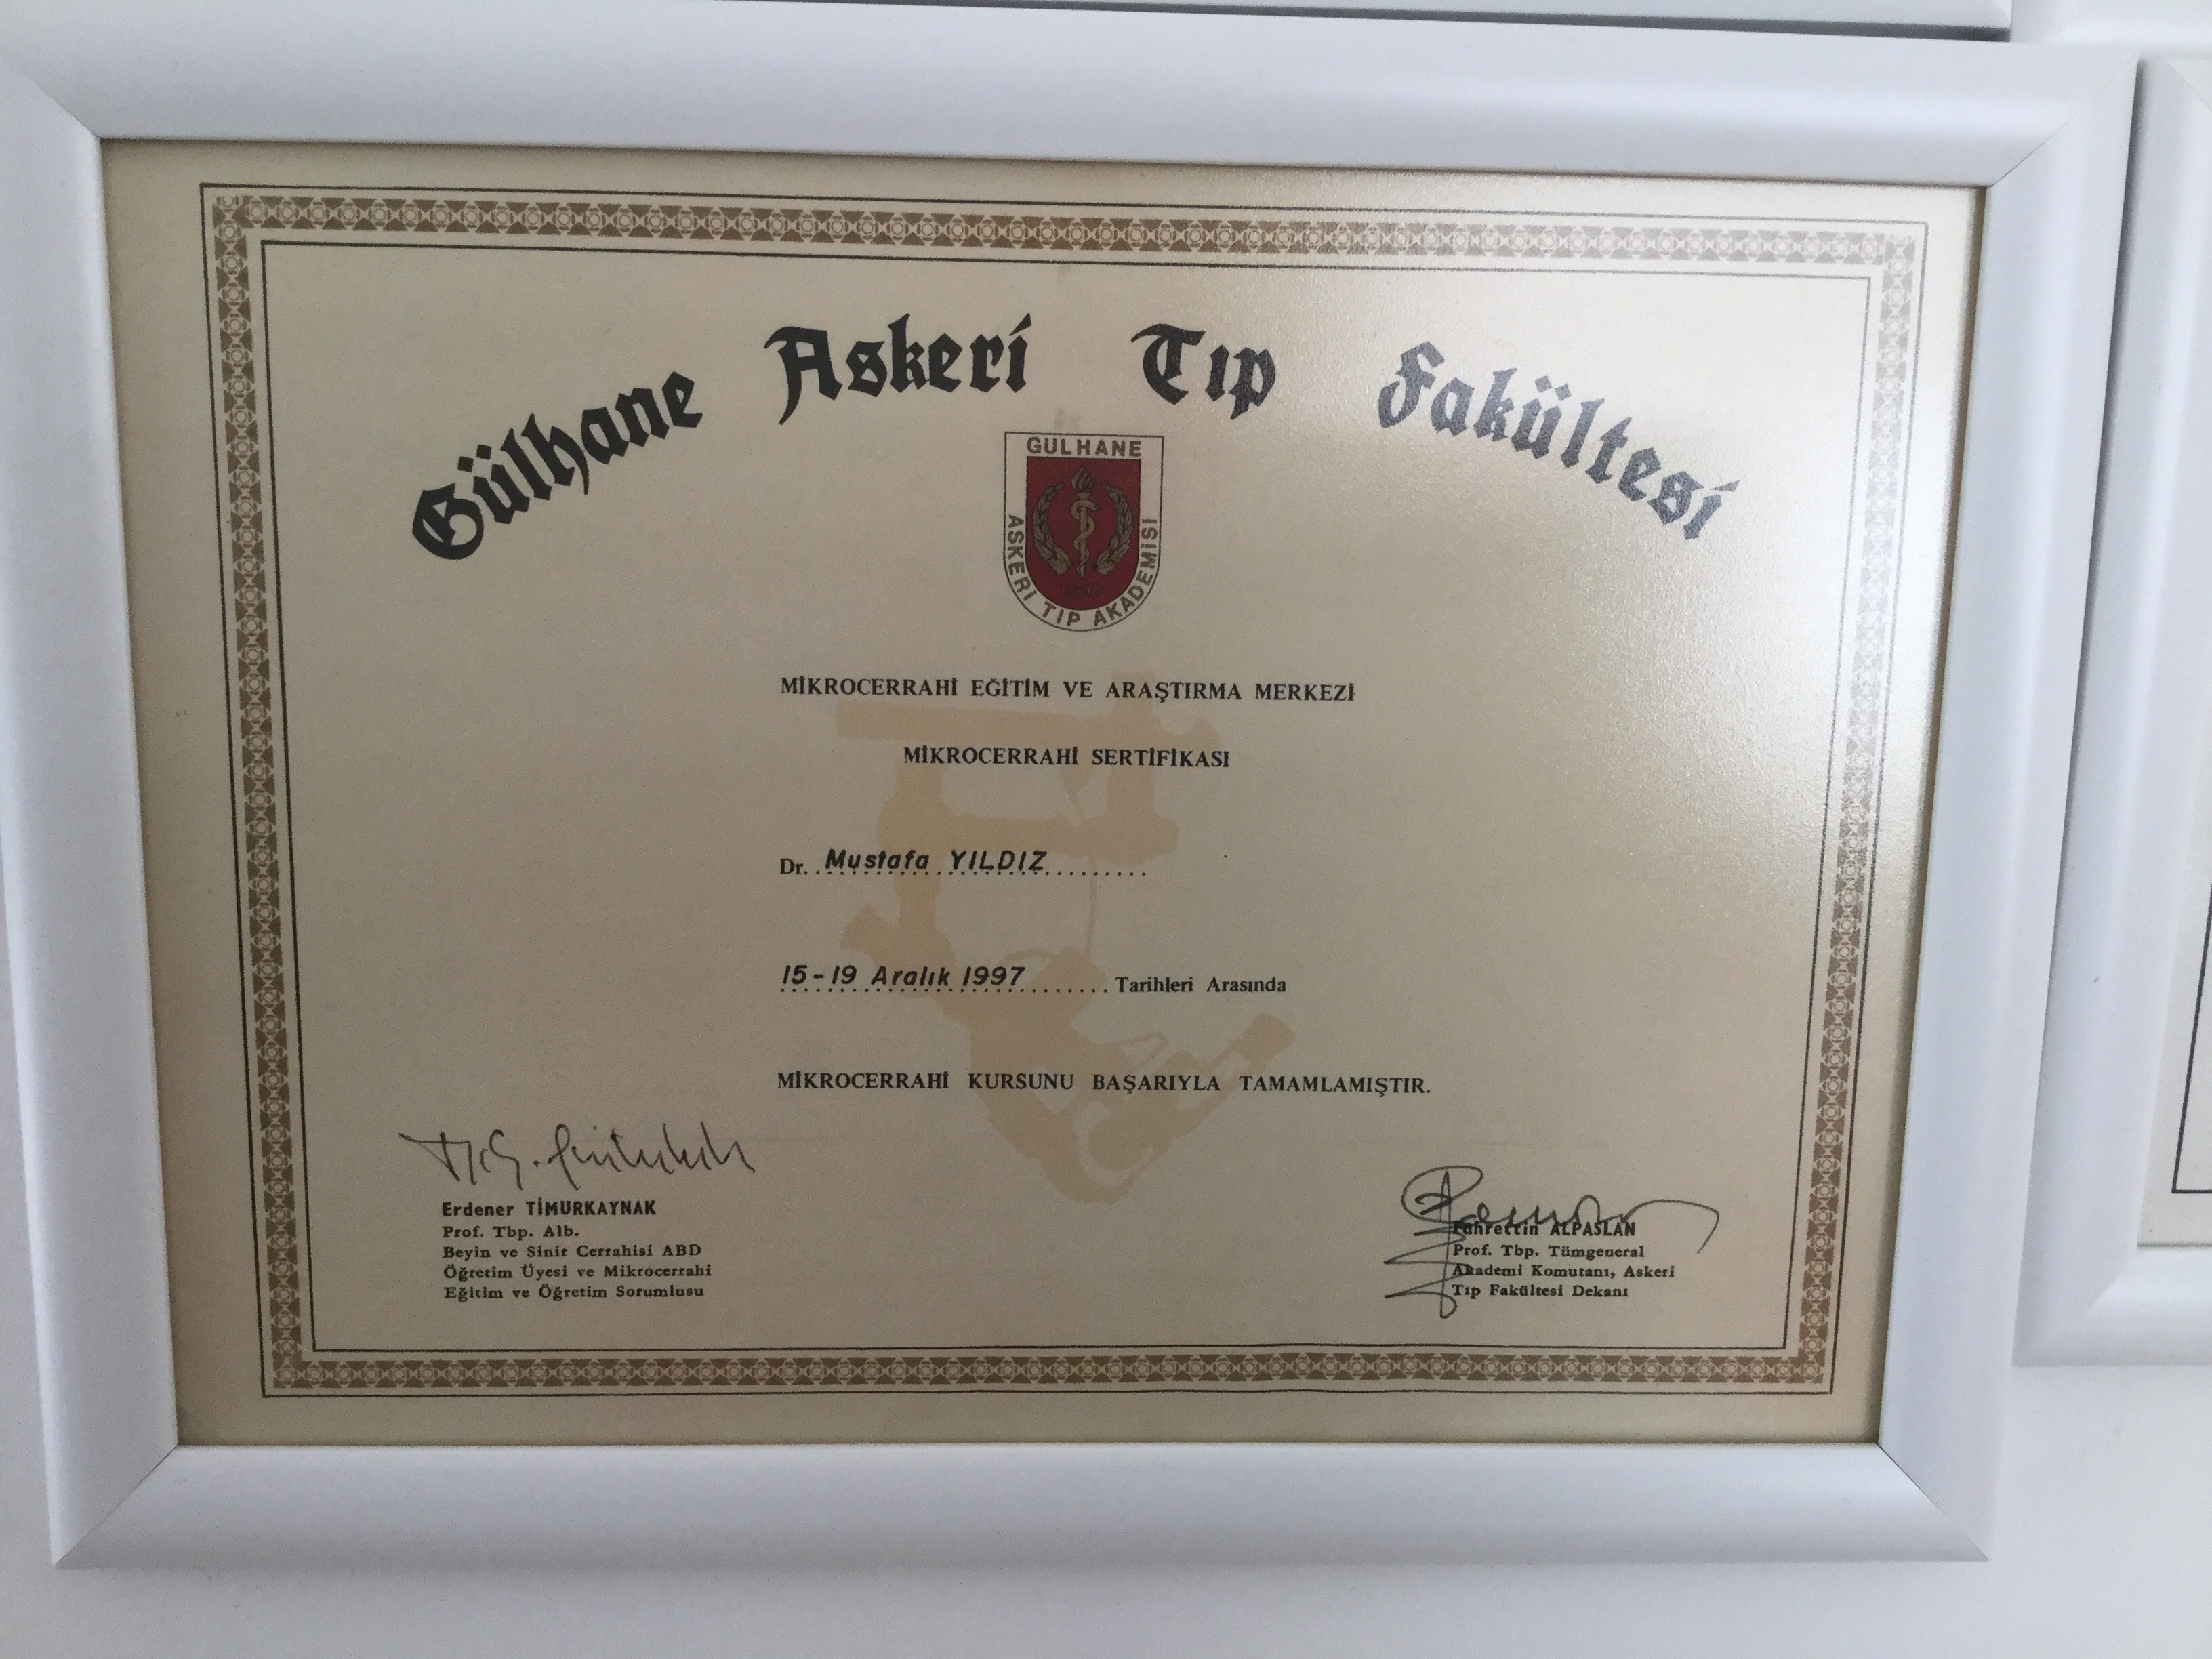 Gülhane Askeri Tıp Fakültesi
GÜLHANE
ASKERİ TIP AKADEMİSİ
MİKROCERRAHİ EĞİTİM VE ARAŞTIRMA MERKEZİ
MİKROCERRAHİ SERTİFİKASI
Dr. Mustafa YILDIZ
15-19 Aralık 1997 Tarihleri Arasında
MİKROCERRAHİ KURSUNU BAŞARIYLA TAMAMLAMIŞTIR.
Erdener TİMURKAYNAK
Prof. Tbp. Alb.
Beyin ve Sinir Cerrahisi ABD
Öğretim Üyesi ve Mikrocerrahi
Eğitim ve Öğretim Sorumlusu
Fahrettin ALPASLAN
Prof. Tbp. Tümgeneral
Akademi Komutanı, Askeri
Tıp Fakültesi Dekanı